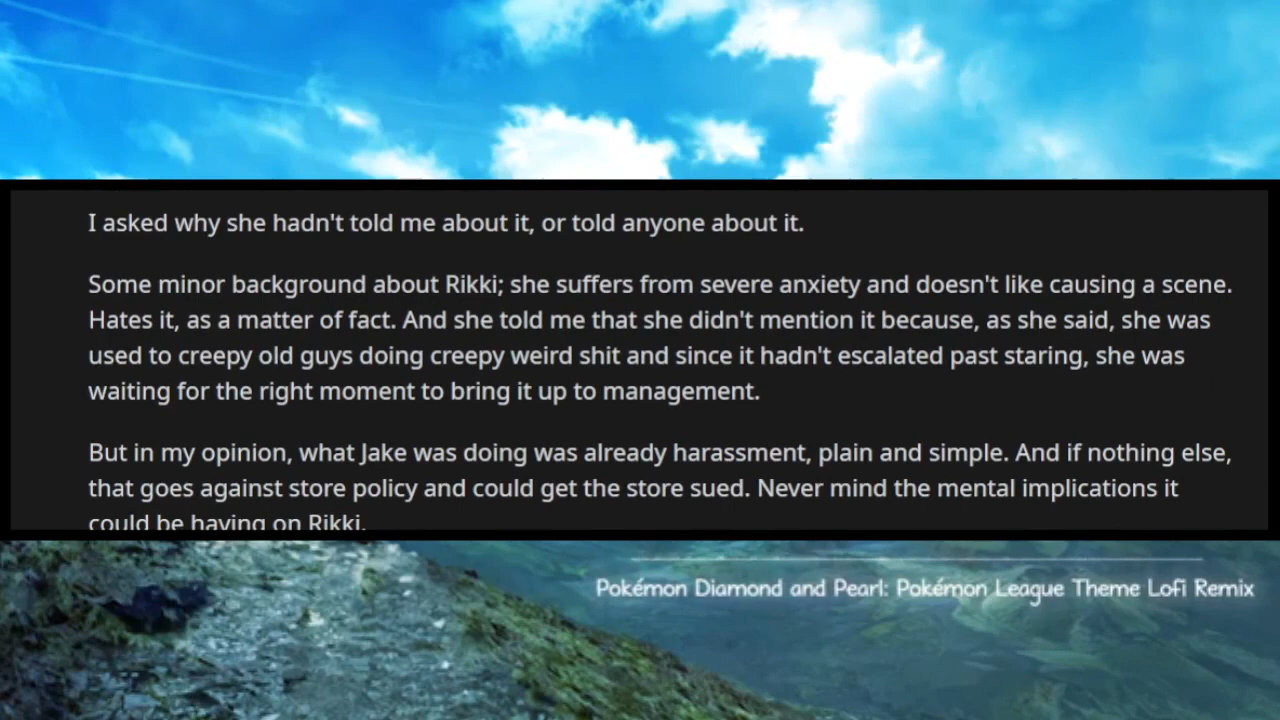 I asked why she hadn't told me about it, or told anyone about it.
Some minor background about Rikki; she suffers from severe anxiety and doesn't like causing a scene.
Hates it, as a matter of fact. And she told me that she didn't mention it because, as she said, she was
used to creepy old guys doing creepy weird shit and since it hadn't escalated past staring, she was
waiting for the right moment to bring it up to management.
But in my opinion, what Jake was doing was already harassment, plain and simple. And if nothing else,
that goes against store policy and could get the store sued. Never mind the mental implications it
could be having on Rikki.
Pokémon Diamond and Pearl: Pokémon League Theme Lofi Remix